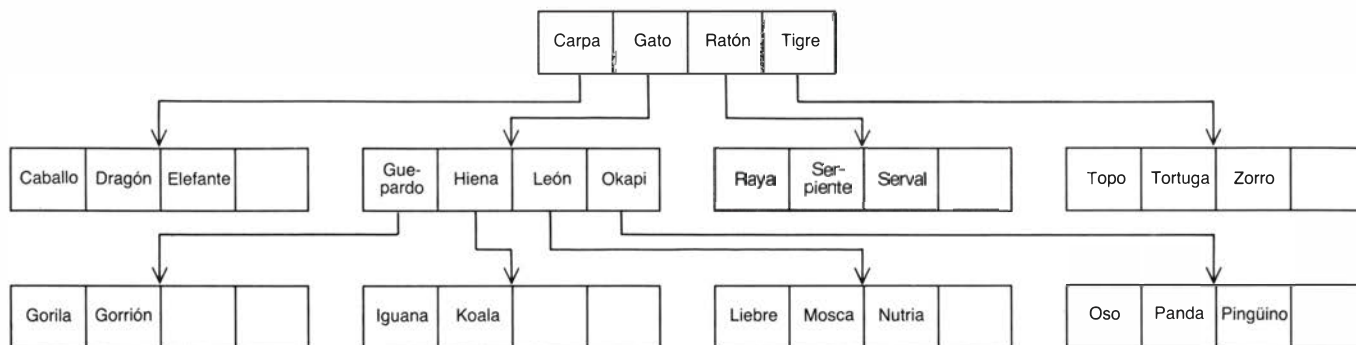 Carpa Gato Ratón Tigre
Caballo Dragón Elefante
Gue-
pardo Hiena León Okapi
Raya Ser-
piente Serval
Topo Tortuga Zorro
Gorila Gorrión
Iguana Koala
Liebre Mosca Nutria
Oso Panda Pingüino